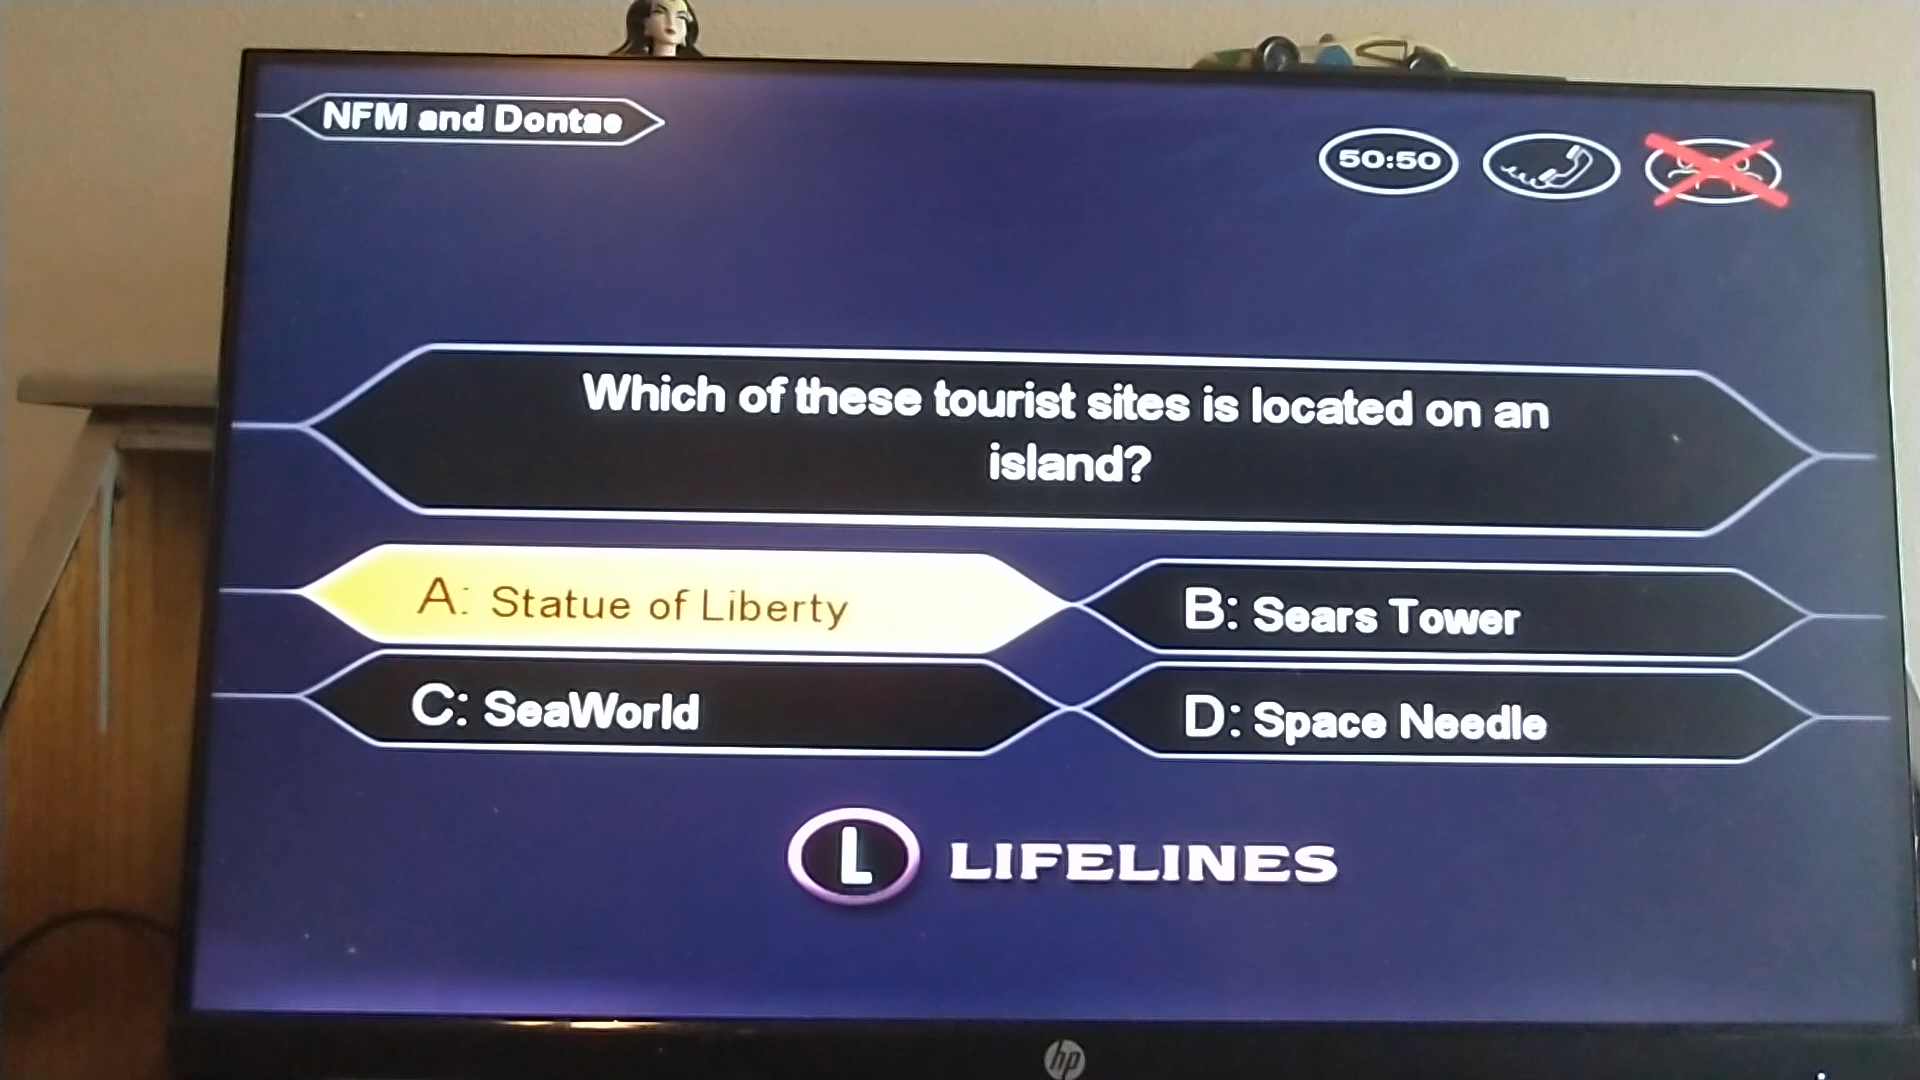 NFM and Dontae
50:50
Which of these tourist sites is located on an
island?
A: Statue of Liberty
B: Sears Tower
C: SeaWorld
D: Space Needle
L LIFELINES
hp